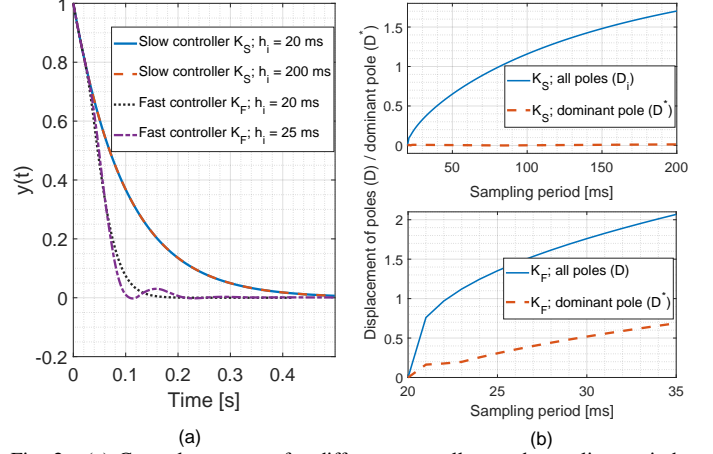 1
0.8
0.6
0.4
0.2
0
-0.2
y(t)
0
0.1
0.2
0.3
0.4
Time [s]
Slow controller K_S; h_i = 20 ms
Slow controller K_S; h_i = 200 ms
Fast controller K_F; h_i = 20 ms
Fast controller K_F; h_i = 25 ms
(a)
Displacement of poles (D) / dominant pole (D^*)
1.5
1
0.5
0
50
100
150
200
Sampling period [ms]
K_S; all poles (D_i)
K_S; dominant pole (D^*)
2
1.5
1
0.5
0
20
25
30
35
Sampling period [ms]
K_F; all poles (D)
K_F; dominant pole (D^*)
(b)